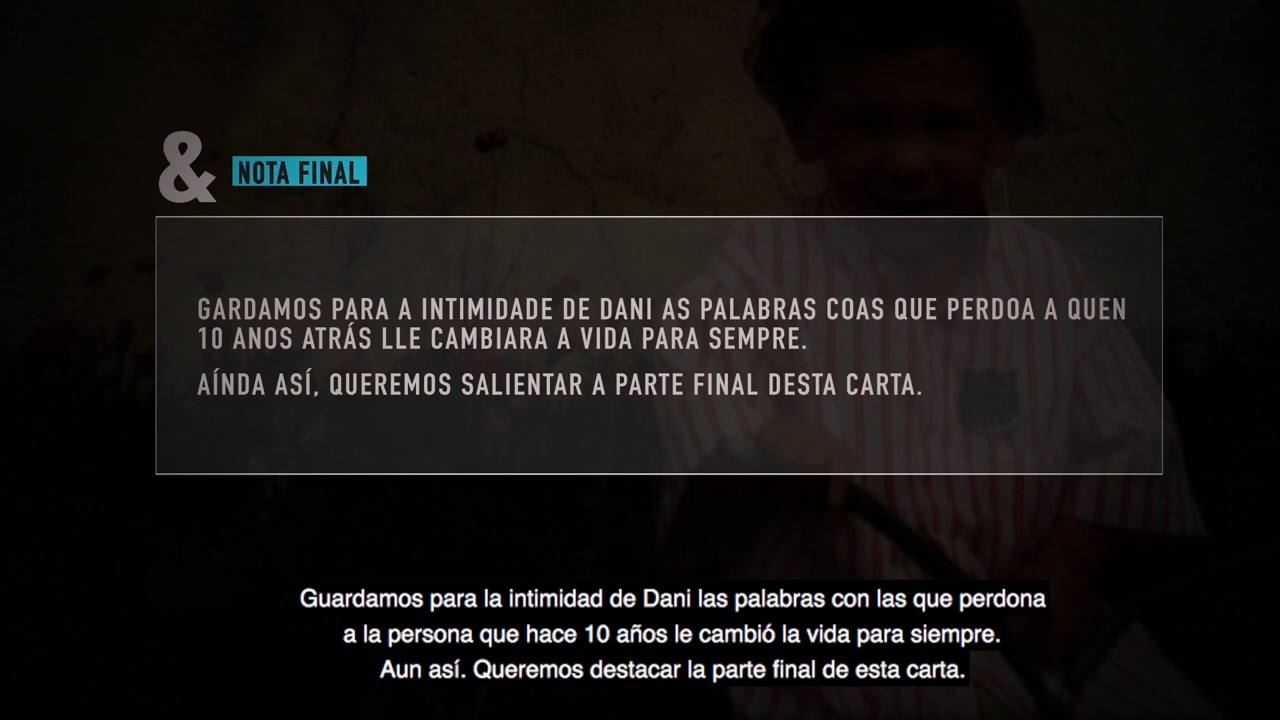 & NOTA FINAL
GARDAMOS PARA A INTIMIDADE DE DANI AS PALABRAS COAS QUE PERDOA A QUEN
10 ANOS ATRÁS LLE CAMBIARA A VIDA PARA SEMPRE.
AÍNDA ASÍ, QUEREMOS SALIENTAR A PARTE FINAL DESTA CARTA.
Guardamos para la intimidad de Dani las palabras con las que perdona
a la persona que hace 10 años le cambió la vida para siempre.
Aun así. Queremos destacar la parte final de esta carta.